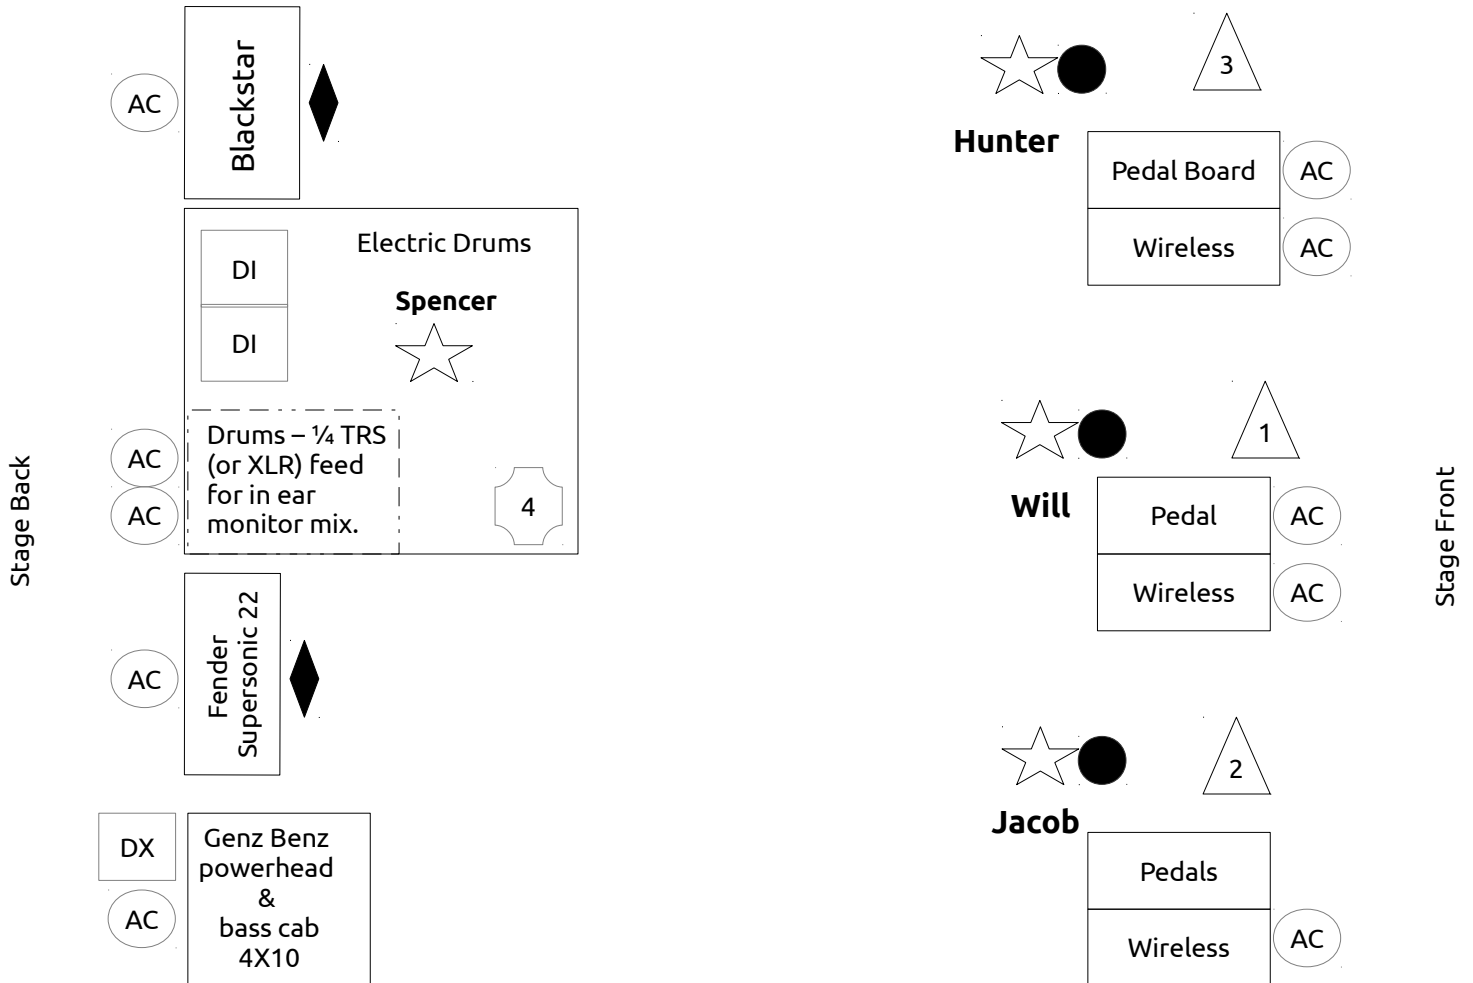 Stage Back
AC
Blackstar
DI
DI
Electric Drums
Spencer
AC
AC
Drums – ¼ TRS
(or XLR) feed
for in ear
monitor mix.
4
AC
Fender
Supersonic 22
DX
AC
Genz Benz
powerhead
&
bass cab
4X10
3
Hunter
Pedal Board
AC
Wireless
AC
1
Will
Pedal
AC
Wireless
AC
2
Jacob
Pedals
Wireless
AC
Stage Front